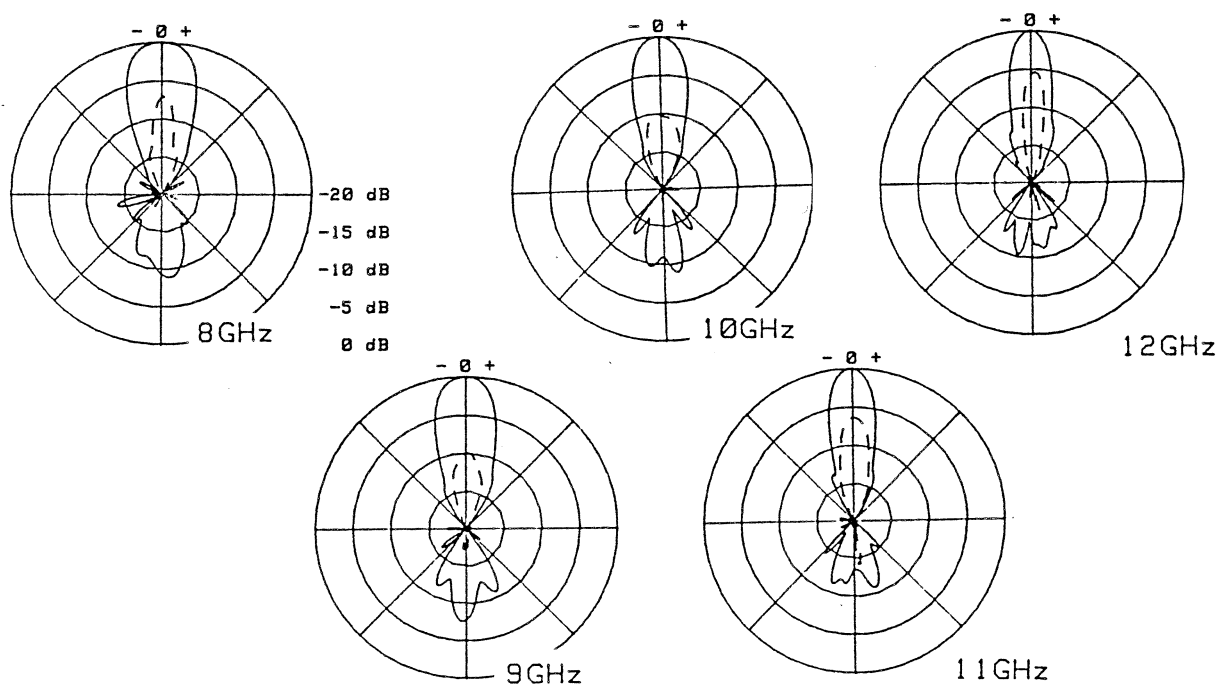 - 0 +
- 0 +
- 0 +
-20 dB
-15 dB
-10 dB
-5 dB
0 dB
8GHz
10GHz
12GHz
- 0 +
- 0 +
9GHz
11GHz